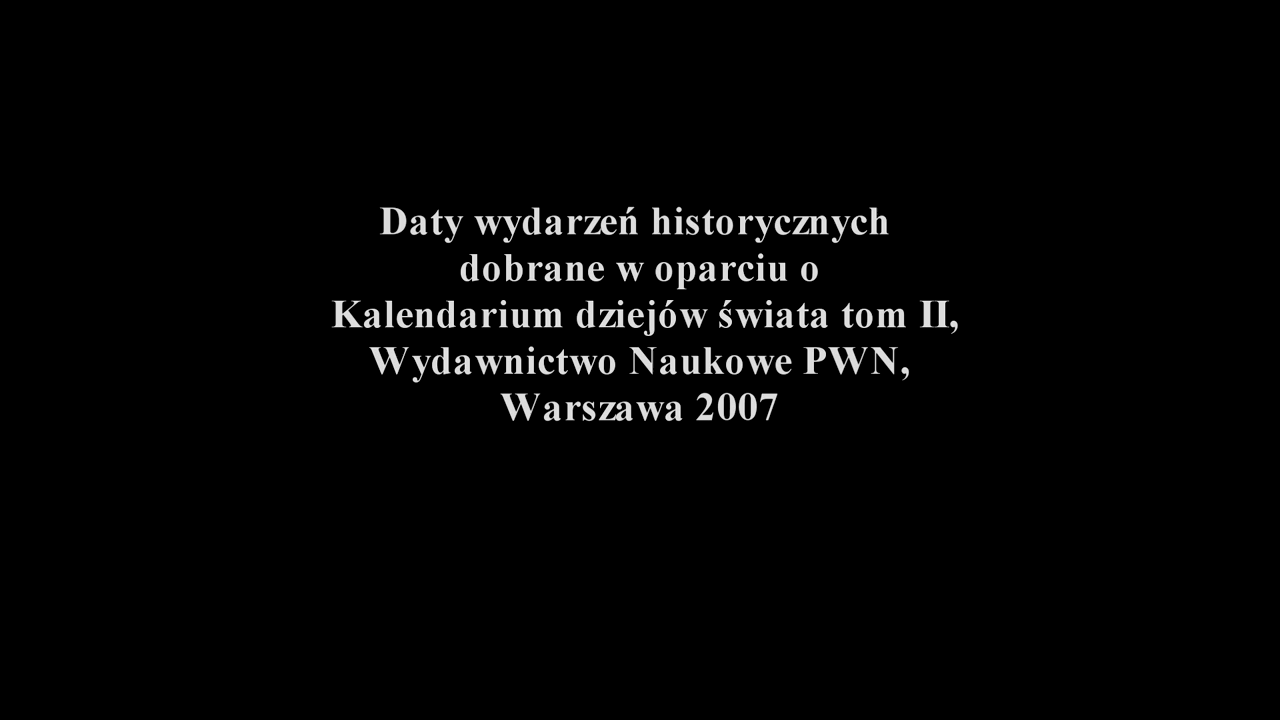 Daty wydarzeń historycznych
dobrane w oparciu o
Kalendarium dziejów świata tom II,
Wydawnictwo Naukowe PWN,
Warszawa 2007